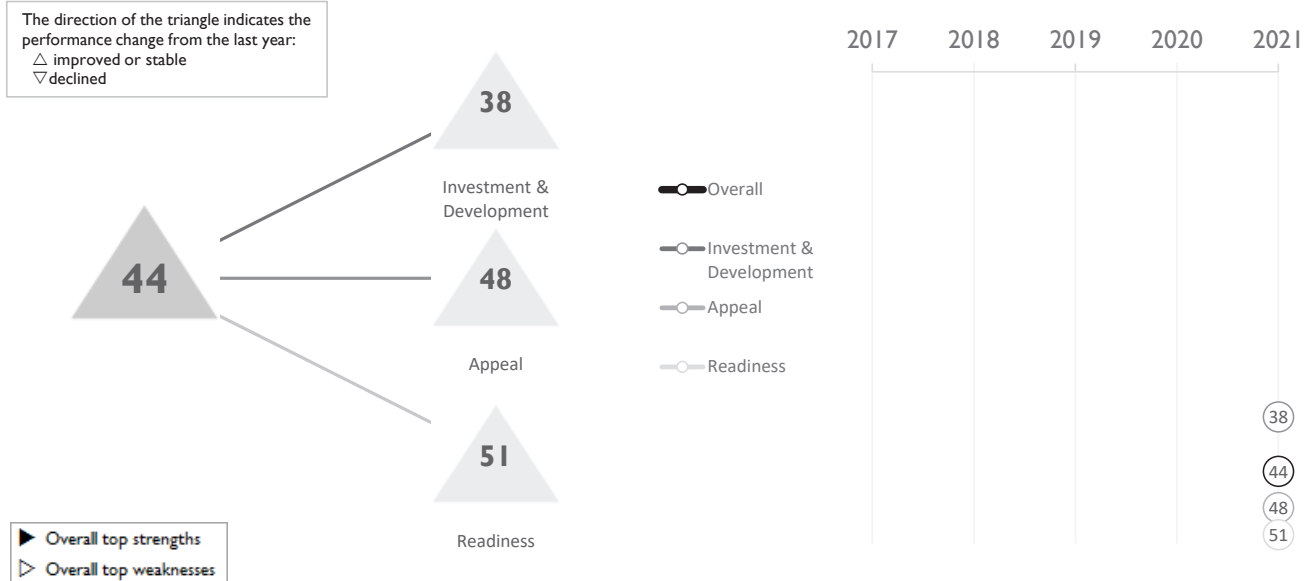 The direction of the triangle indicates the
performance change from the last year:
△ improved or stable
▽ declined
44
38
Investment &
Development
48
Appeal
51
Readiness
▶ Overall top strengths
▷ Overall top weaknesses
Overall
Investment &
Development
Appeal
Readiness
2017 2018 2019 2020 2021
38
44
48
51